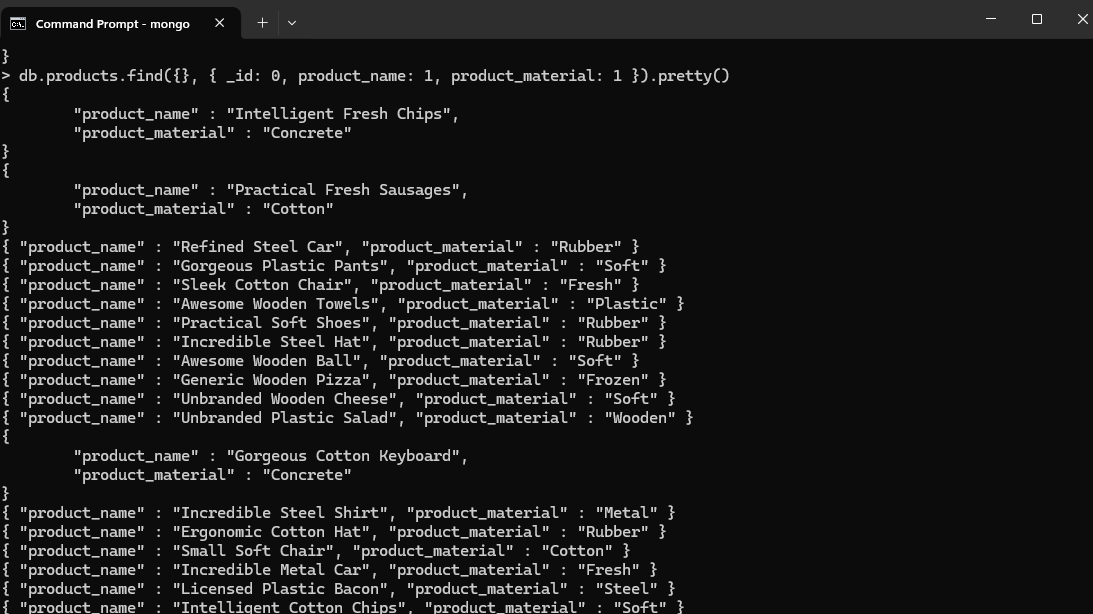 Command Prompt - mongo
}
> db.products.find({}, { _id: 0, product_name: 1, product_material: 1 }).pretty()
{
        "product_name" : "Intelligent Fresh Chips",
        "product_material" : "Concrete"
}
{
        "product_name" : "Practical Fresh Sausages",
        "product_material" : "Cotton"
}
{ "product_name" : "Refined Steel Car", "product_material" : "Rubber" }
{ "product_name" : "Gorgeous Plastic Pants", "product_material" : "Soft" }
{ "product_name" : "Sleek Cotton Chair", "product_material" : "Fresh" }
{ "product_name" : "Awesome Wooden Towels", "product_material" : "Plastic" }
{ "product_name" : "Practical Soft Shoes", "product_material" : "Rubber" }
{ "product_name" : "Incredible Steel Hat", "product_material" : "Rubber" }
{ "product_name" : "Awesome Wooden Ball", "product_material" : "Soft" }
{ "product_name" : "Generic Wooden Pizza", "product_material" : "Frozen" }
{ "product_name" : "Unbranded Wooden Cheese", "product_material" : "Soft" }
{ "product_name" : "Unbranded Plastic Salad", "product_material" : "Wooden" }
{
        "product_name" : "Gorgeous Cotton Keyboard",
        "product_material" : "Concrete"
}
{ "product_name" : "Incredible Steel Shirt", "product_material" : "Metal" }
{ "product_name" : "Ergonomic Cotton Hat", "product_material" : "Rubber" }
{ "product_name" : "Small Soft Chair", "product_material" : "Cotton" }
{ "product_name" : "Incredible Metal Car", "product_material" : "Fresh" }
{ "product_name" : "Licensed Plastic Bacon", "product_material" : "Steel" }
{ "product_name" : "Intelligent Cotton Chips", "product_material" : "Soft" }